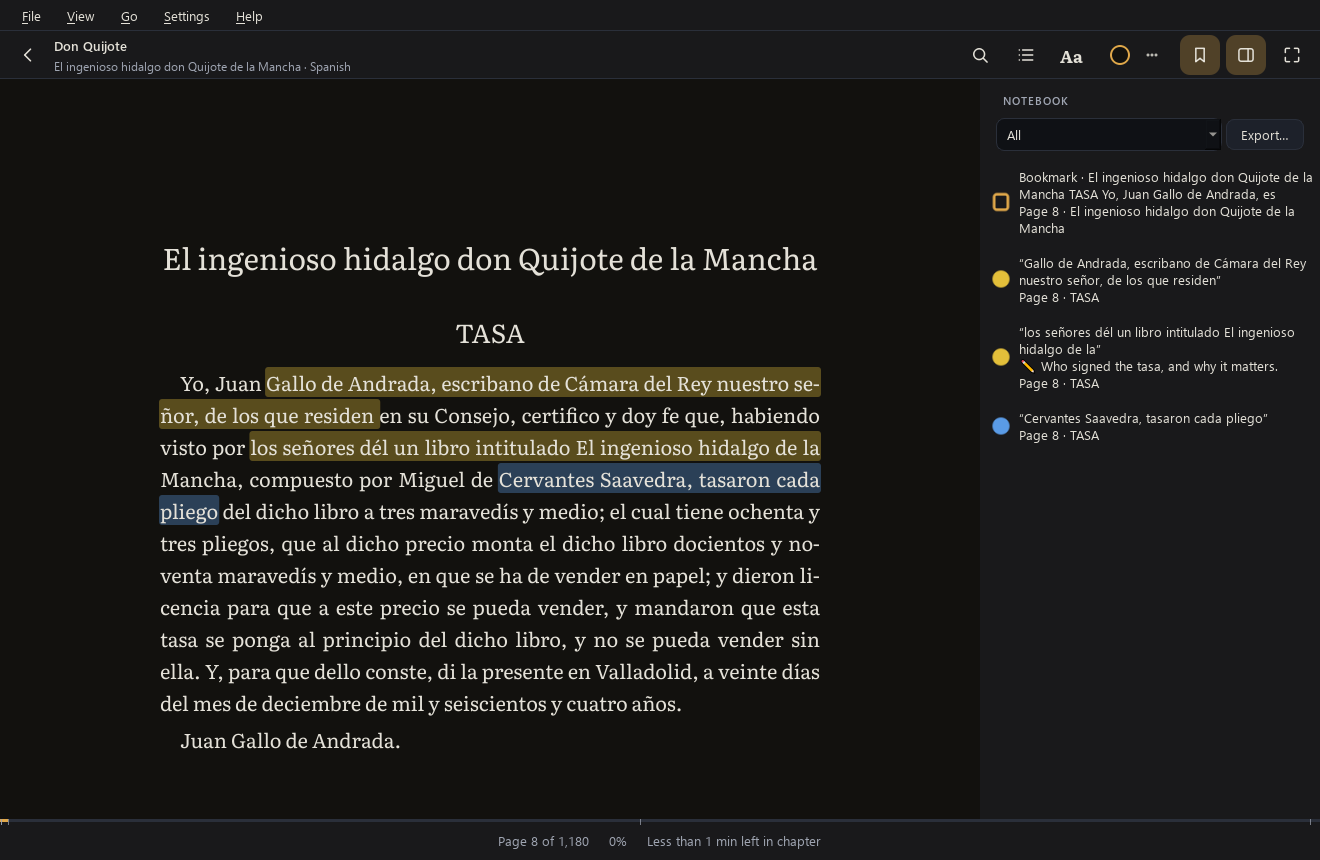 File View Go Settings Help
Don Quijote
El ingenioso hidalgo don Quijote de la Mancha · Spanish
Aa
El ingenioso hidalgo don Quijote de la Mancha
TASA
Yo, Juan Gallo de Andrada, escribano de Cámara del Rey nuestro se-
ñor, de los que residen en su Consejo, certifico y doy fe que, habiendo
visto por los señores dél un libro intitulado El ingenioso hidalgo de la
Mancha, compuesto por Miguel de Cervantes Saavedra, tasaron cada
pliego del dicho libro a tres maravedís y medio; el cual tiene ochenta y
tres pliegos, que al dicho precio monta el dicho libro docientos y no-
venta maravedís y medio, en que se ha de vender en papel; y dieron li-
cencia para que a este precio se pueda vender, y mandaron que esta
tasa se ponga al principio del dicho libro, y no se pueda vender sin
ella. Y, para que dello conste, di la presente en Valladolid, a veinte días
del mes de deciembre de mil y seiscientos y cuatro años.
Juan Gallo de Andrada.
NOTEBOOK
All
Export...
Bookmark · El ingenioso hidalgo don Quijote de la
Mancha TASA Yo, Juan Gallo de Andrada, es
Page 8 · El ingenioso hidalgo don Quijote de la
Mancha
“Gallo de Andrada, escribano de Cámara del Rey
nuestro señor, de los que residen”
Page 8 · TASA
“los señores dél un libro intitulado El ingenioso
hidalgo de la”
Who signed the tasa, and why it matters.
Page 8 · TASA
“Cervantes Saavedra, tasaron cada pliego”
Page 8 · TASA
Page 8 of 1,180 0% Less than 1 min left in chapter